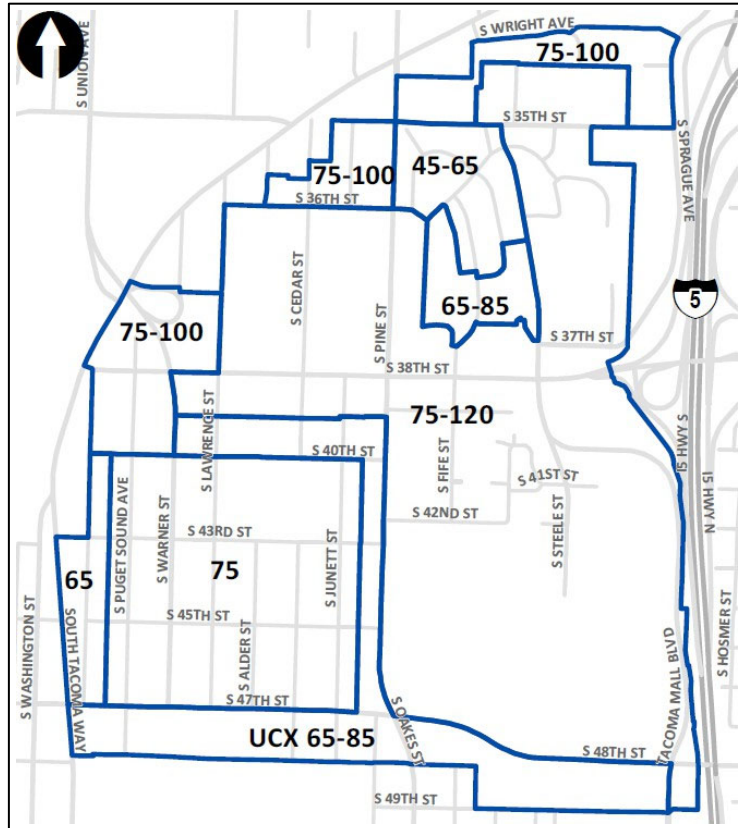 S WRIGHT AVE
75-100
S UNION AVE
S 35TH ST
S SPRAGUE AVE
45-65
75-100
S 36TH ST
S CEDAR ST
S PINE ST
65-85
5
75-100
S 37TH ST
S 38TH ST
75-120
S LAWRENCE ST
S 40TH ST
S FIFE ST
S 41ST ST
I5 HWY S
I5 HWY N
S PUGET SOUND AVE
S WARNER ST
S 42ND ST
S STEELE ST
S 43RD ST
S JUNETT ST
65
75
S 45TH ST
S ALDER ST
S WASHINGTON ST
SOUTH TACOMA WAY
S HOSMER ST
TACOMA MALL BLVD
S 47TH ST
S OAKES ST
UCX 65-85
S 48TH ST
S 49TH ST